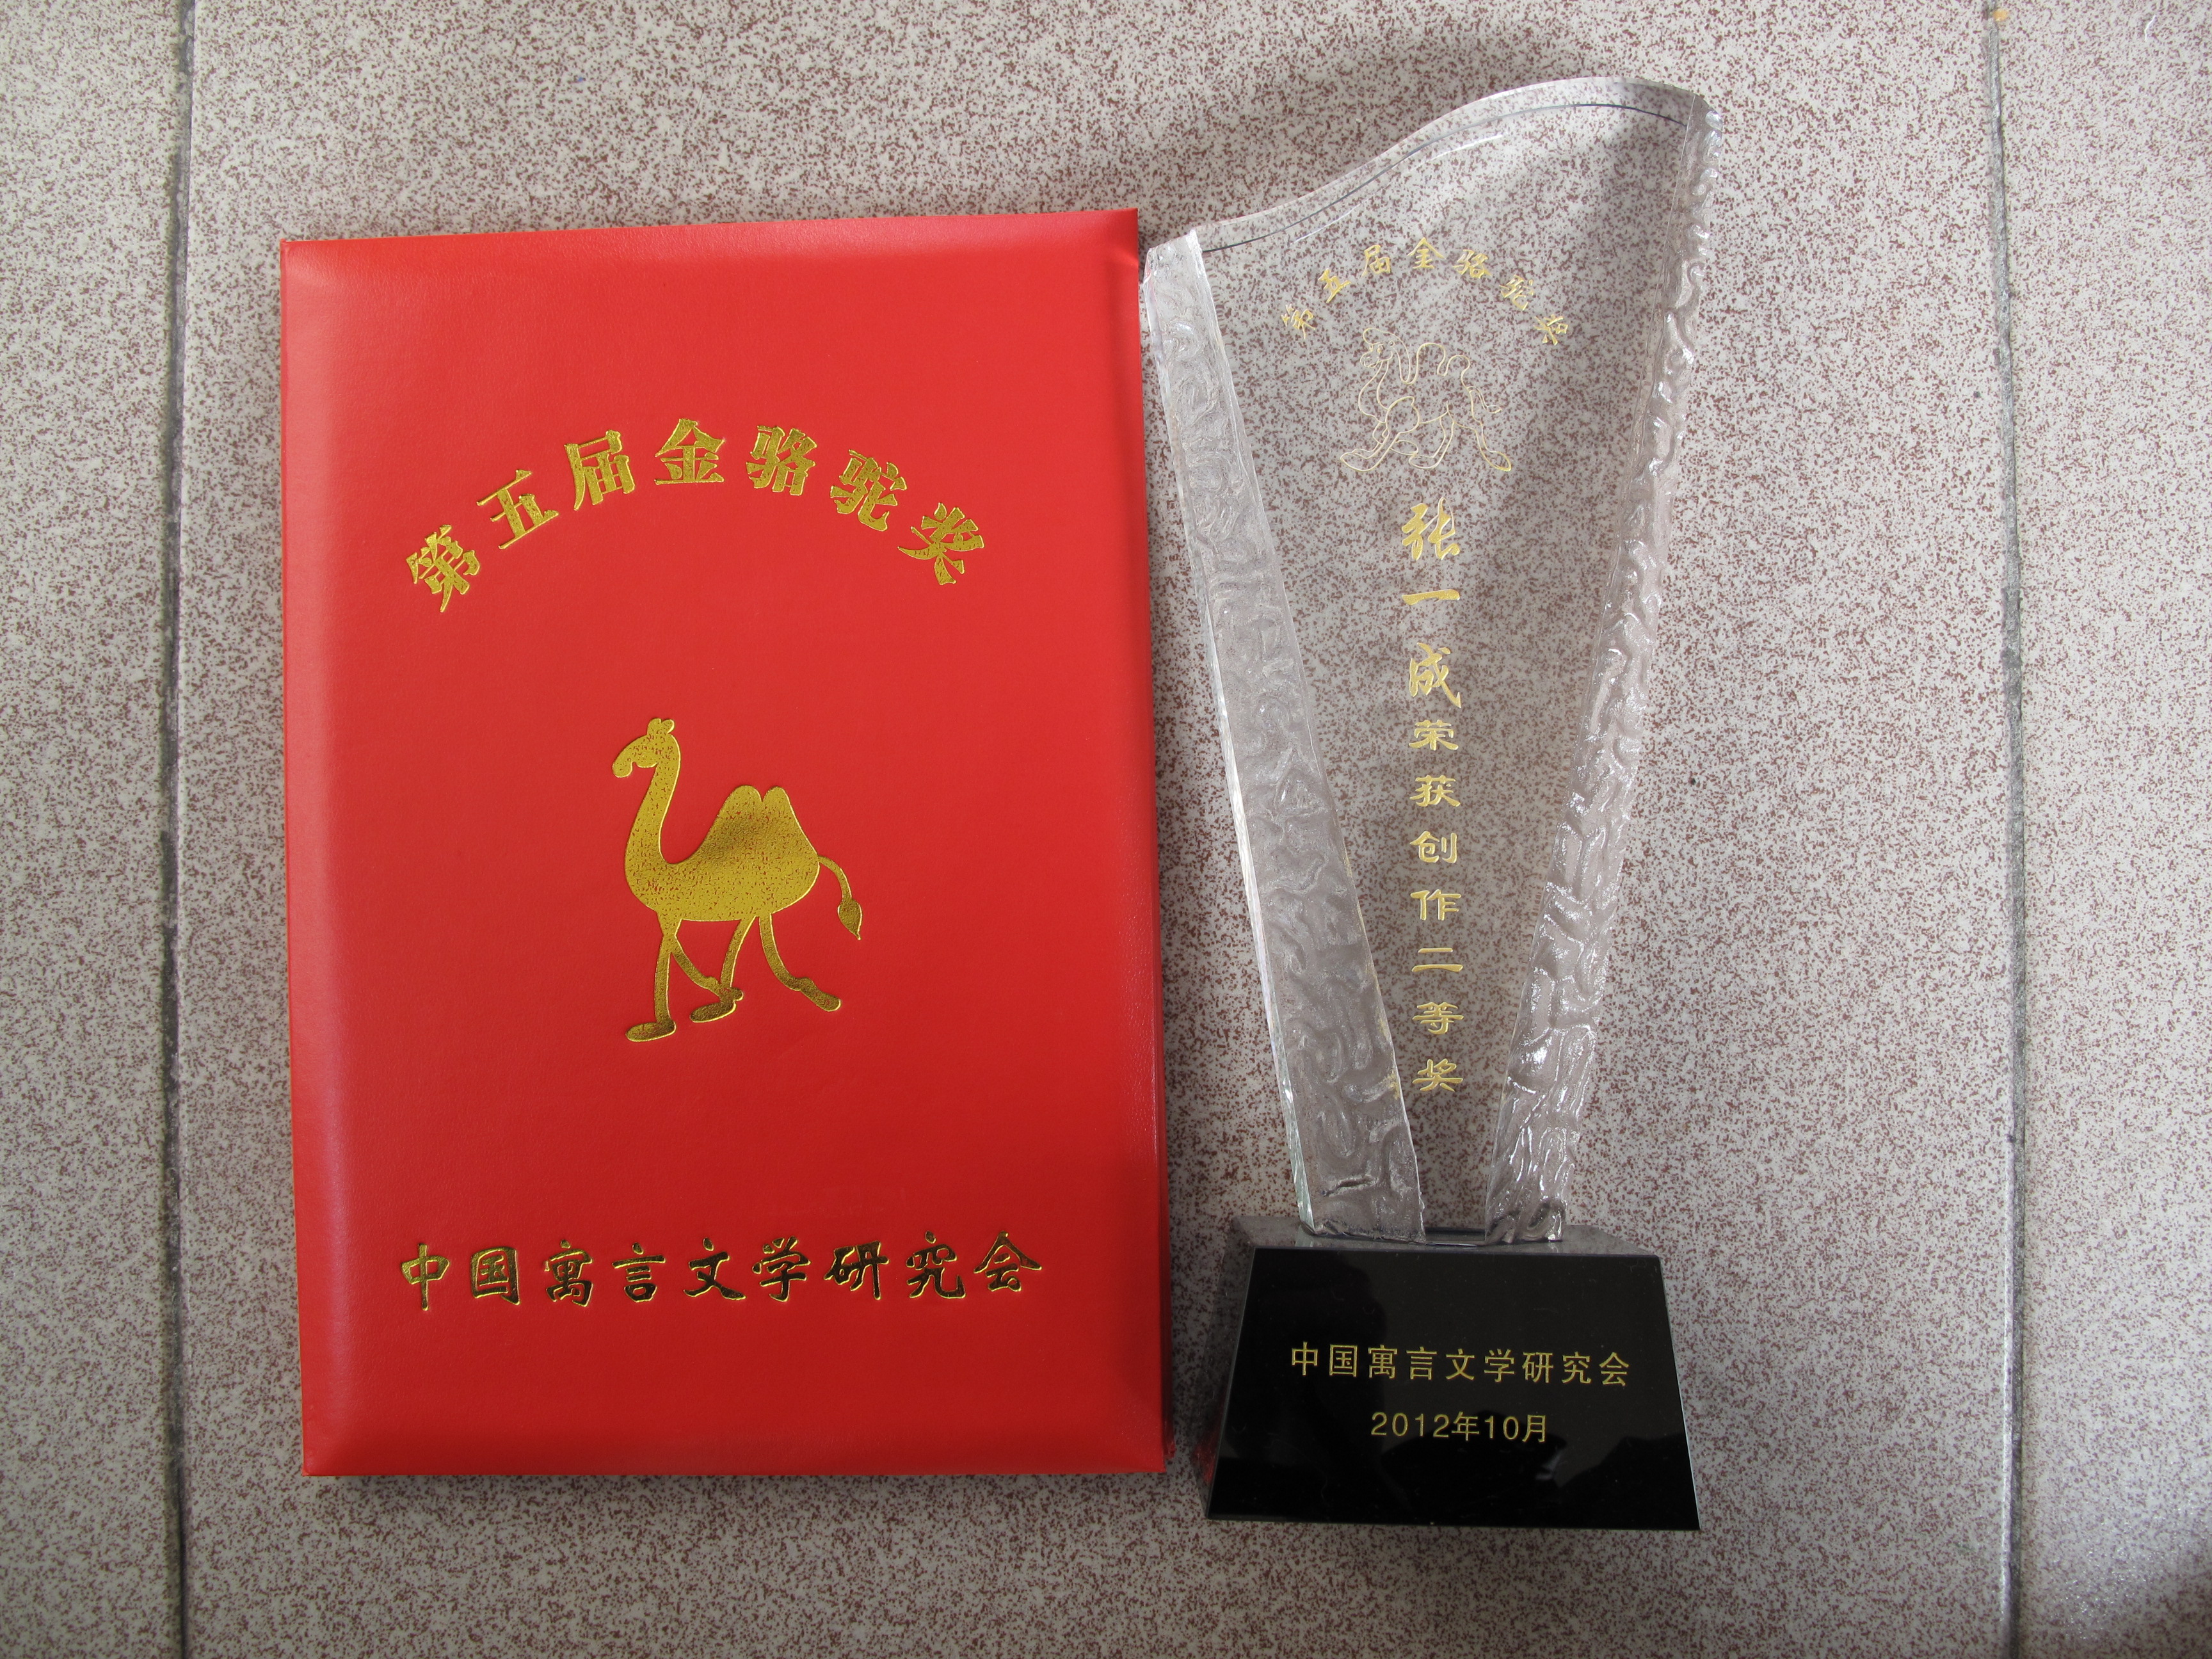 第五届金骆驼奖
中国寓言文学研究会
第五届金骆驼奖
张一成荣获创作二等奖
中国寓言文学研究会
2012年10月